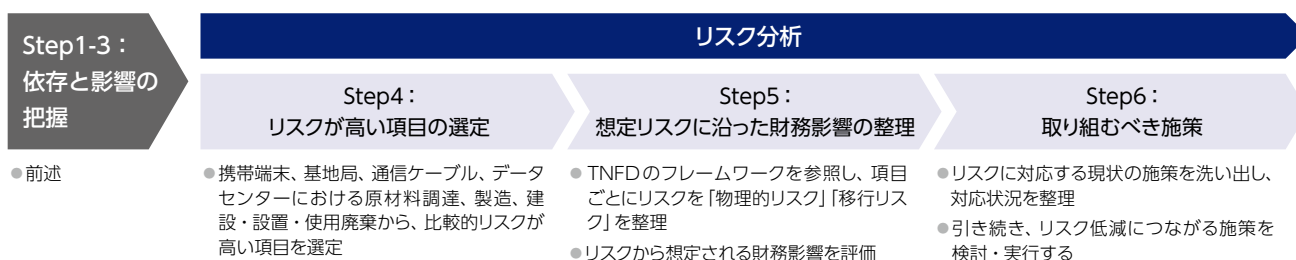 Step1-3：
依存と影響の
把握
リスク分析
Step4：
リスクが高い項目の選定
Step5：
想定リスクに沿った財務影響の整理
Step6：
取り組むべき施策
●前述
●携帯端末、基地局、通信ケーブル、データ
センターにおける原材料調達、製造、建
設・設置・使用廃棄から、比較的リスクが
高い項目を選定
●TNFDのフレームワークを参照し、項目
ごとにリスクを「物理的リスク」「移行リス
ク」を整理
●リスクから想定される財務影響を評価
●リスクに対応する現状の施策を洗い出し、
対応状況を整理
●引き続き、リスク低減につながる施策を
検討・実行する